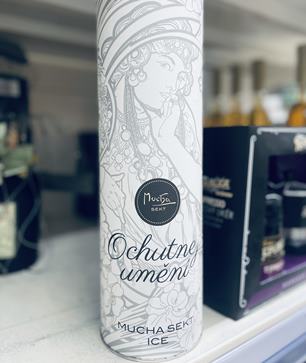 Mucha
SEKT
Ochutnej
umění
MUCHA SEKT
ICE